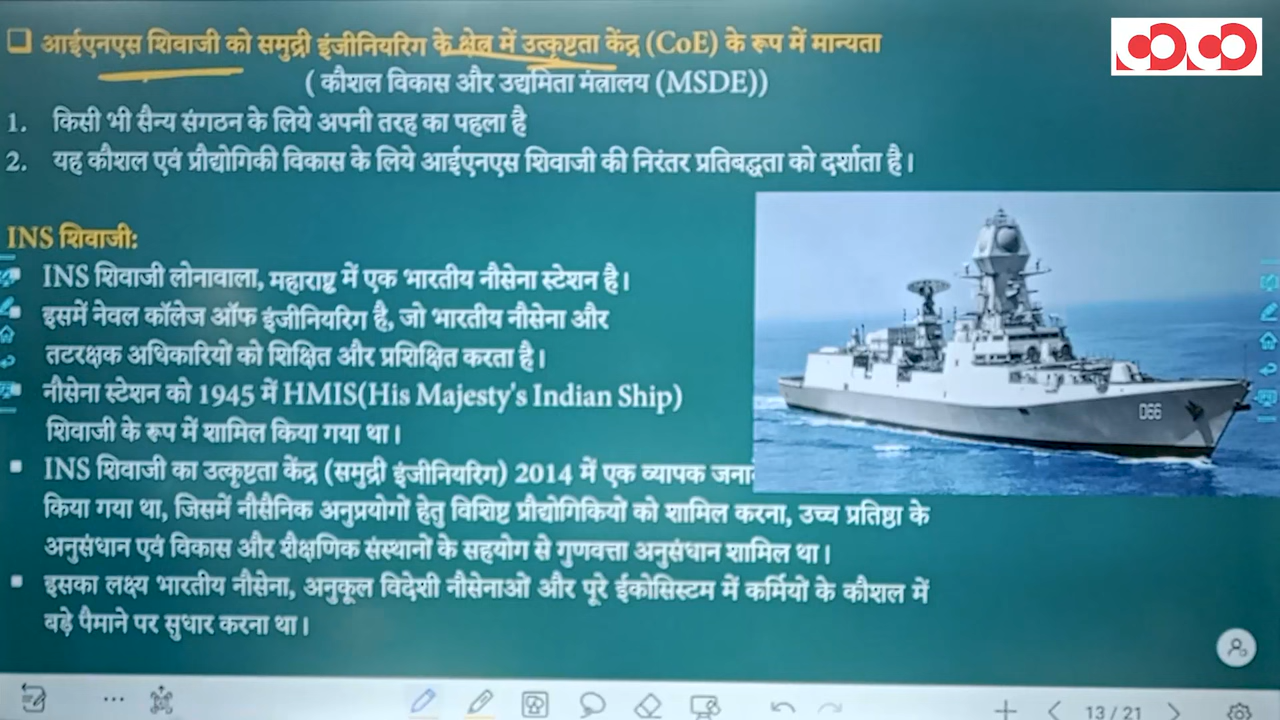 आईएनएस शिवाजी को समुद्री इंजीनियरिंग के क्षेत्र में उत्कृष्टता केंद्र (CoE) के रूप में मान्यता
( कौशल विकास और उद्यमिता मंत्रालय (MSDE))
1. किसी भी सैन्य संगठन के लिये अपनी तरह का पहला है
2. यह कौशल एवं प्रौद्योगिकी विकास के लिये आईएनएस शिवाजी की निरंतर प्रतिबद्धता को दर्शाता है।
INS शिवाजी:
INS शिवाजी लोनावाला, महाराष्ट्र में एक भारतीय नौसेना स्टेशन है।
इसमें नेवल कॉलेज ऑफ इंजीनियरिंग है, जो भारतीय नौसेना और
तटरक्षक अधिकारियों को शिक्षित और प्रशिक्षित करता है।
नौसेना स्टेशन को 1945 में HMIS(His Majesty's Indian Ship)
शिवाजी के रूप में शामिल किया गया था।
INS शिवाजी का उत्कृष्टता केंद्र (समुद्री इंजीनियरिंग) 2014 में एक व्यापक
किया गया था, जिसमें नौसैनिक अनुप्रयोगों हेतु विशिष्ट प्रौद्योगिकियों को शामिल करना, उच्च प्रतिष्ठा के
अनुसंधान एवं विकास और शैक्षणिक संस्थानों के सहयोग से गुणवत्ता अनुसंधान शामिल था।
इसका लक्ष्य भारतीय नौसेना, अनुकूल विदेशी नौसेनाओं और पूरे ईकोसिस्टम में कर्मियों के कौशल में
बड़े पैमाने पर सुधार करना था।
D66
13 / 21